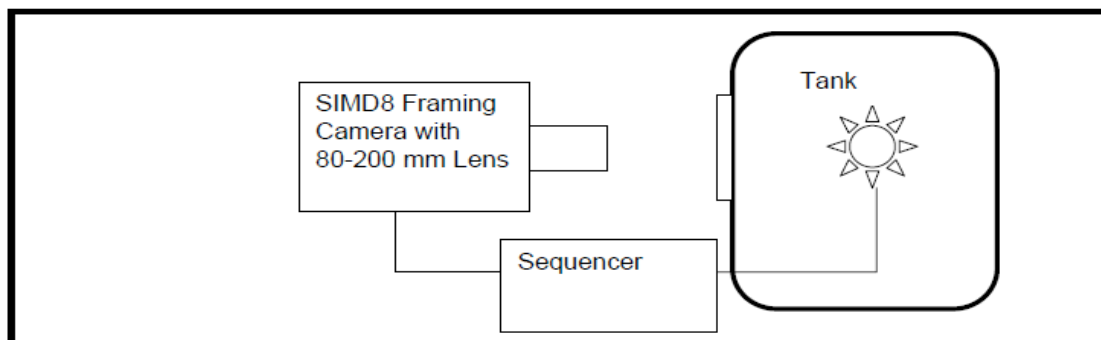 SIMD8 Framing
Camera with
80-200 mm Lens
Tank
Sequencer